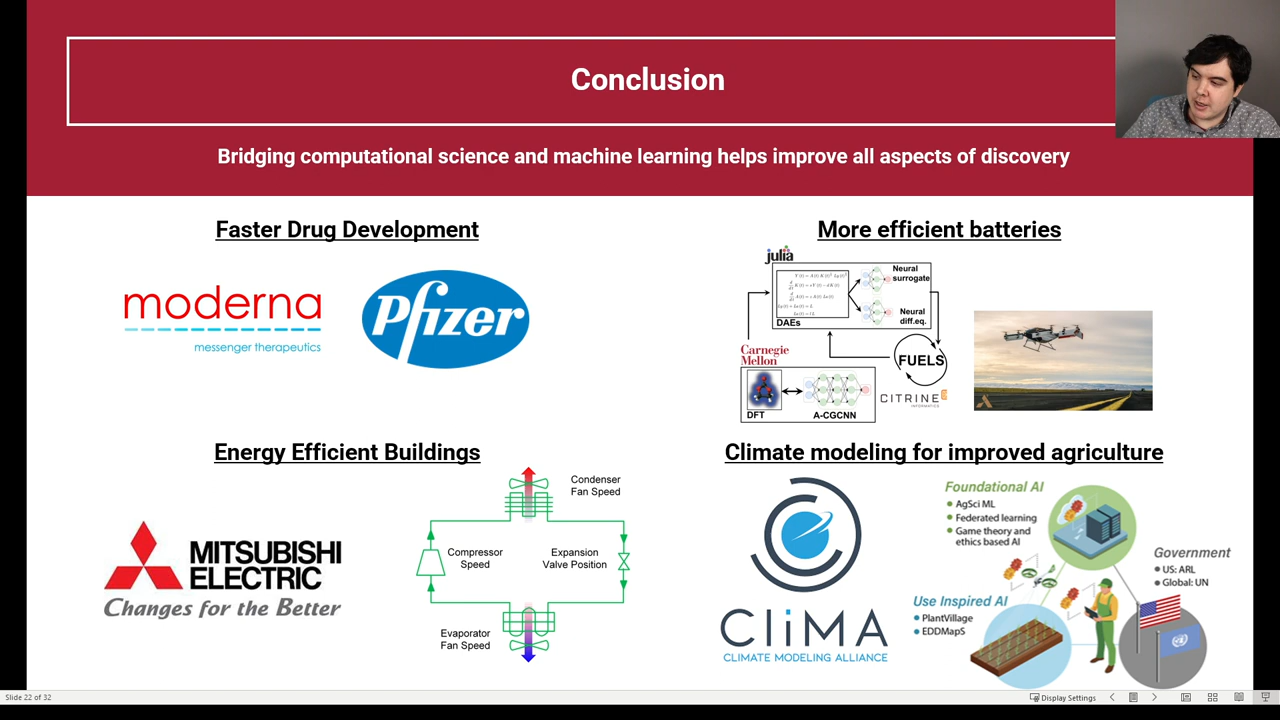 Conclusion
Bridging computational science and machine learning helps improve all aspects of discovery
Faster Drug Development
moderna
messenger therapeutics
Pfizer
More efficient batteries
julia
Neural
surrogate
Neural
diff.eq.
DAEs
Carnegie
Mellon
FUELS
CITRINE
INFORMATICS
DFT
A-CGCNN
Energy Efficient Buildings
MITSUBISHI
ELECTRIC
Changes for the Better
Condenser
Fan Speed
Compressor
Speed
Expansion
Valve Position
Evaporator
Fan Speed
Climate modeling for improved agriculture
CliMA
CLIMATE MODELING ALLIANCE
Foundational AI
AgSci ML
Federated learning
Game theory and
ethics based AI
Government
US: ARL
Global: UN
Use Inspired AI
PlantVillage
EDDMapS
Slide 22 of 32
Display Settings